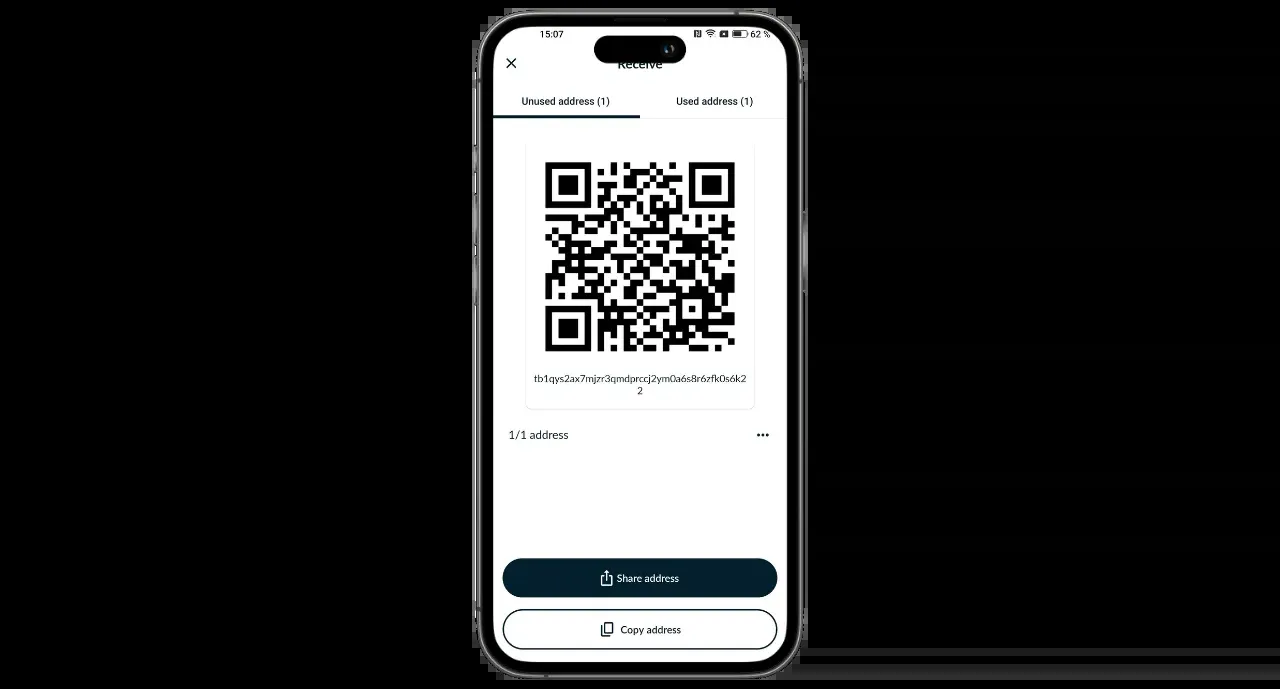 15:07
62 %
Receive
Unused address (1)
Used address (1)
tb1qys2ax7mjzr3qmdprccj2ym0a6s8r6zfk0s6k2
2
1/1 address
Share address
Copy address